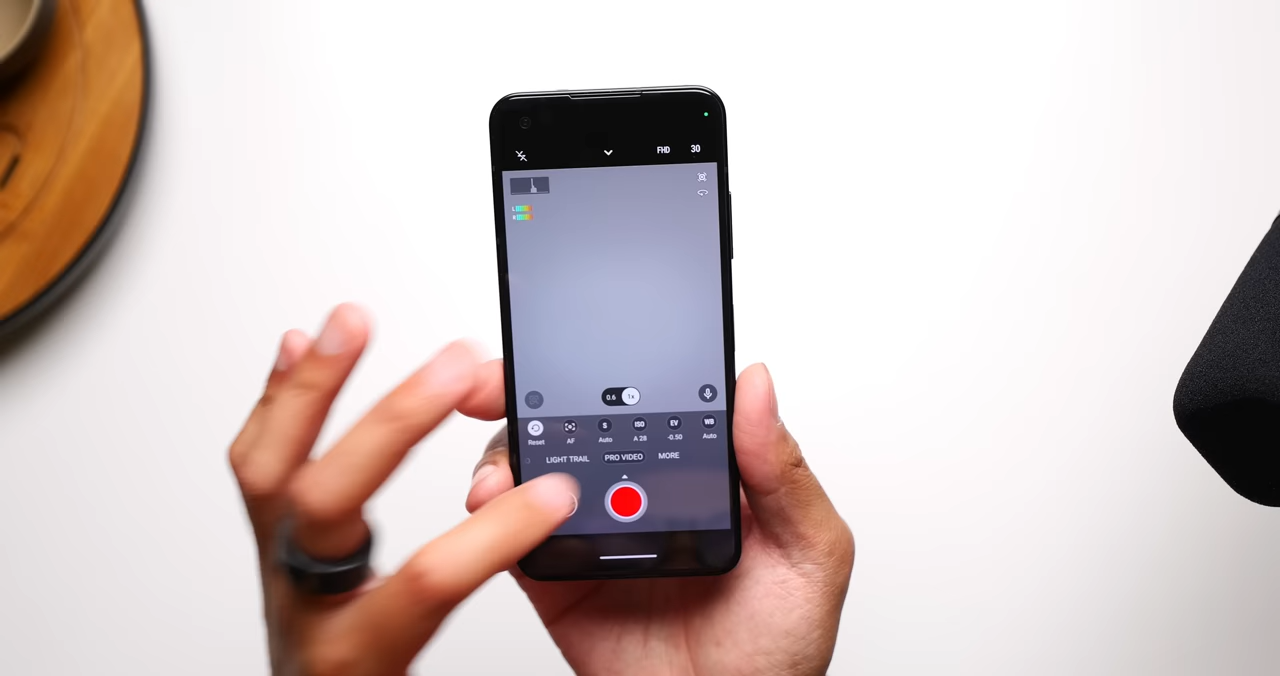 FHD 30
L
R
0.6 1x
S ISO EV WB
Reset AF Auto A 28 -0.50 Auto
LIGHT TRAIL PRO VIDEO MORE